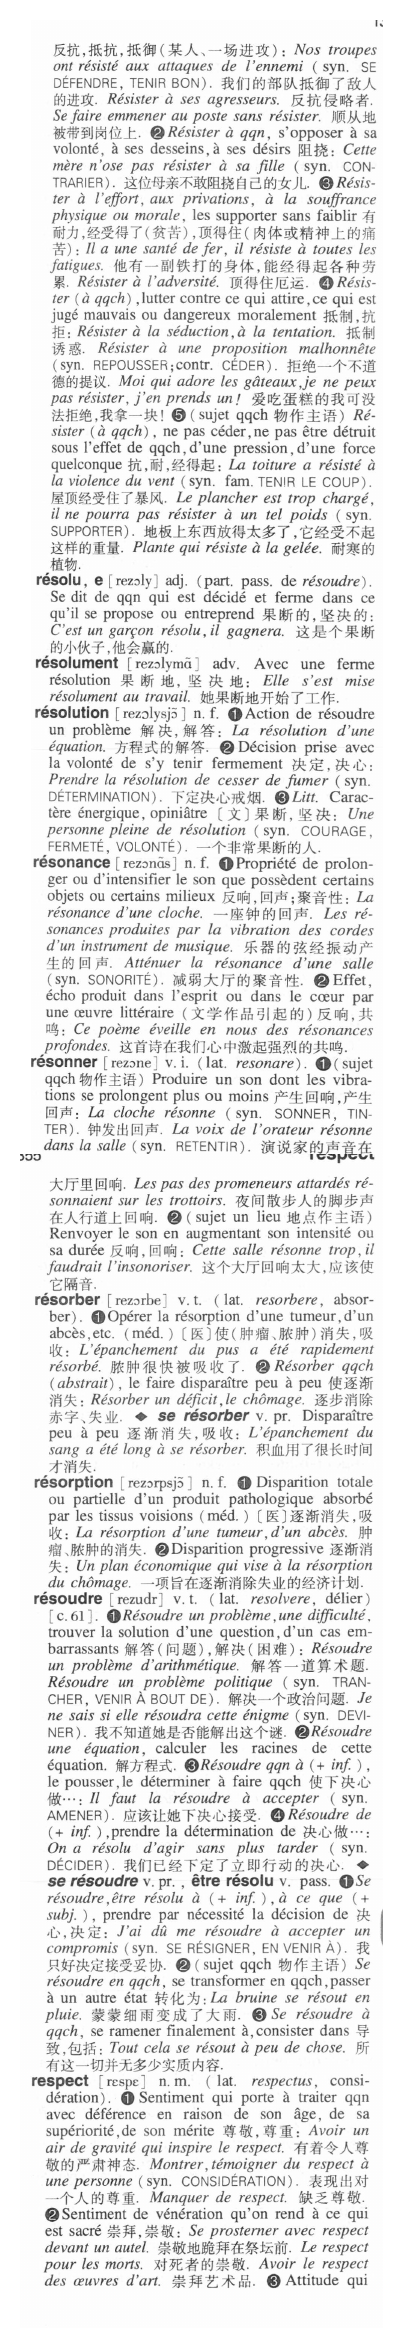 反抗,抵抗,抵御(某人、一场进攻): Nos troupes
ont résisté aux attaques de l'ennemi ( syn. SE
DÉFENDRE, TENIR BON). 我们的部队抵御了敌人
的进攻. Résister à ses agresseurs. 反抗侵略者.
Se faire emmener au poste sans résister. 顺从地
被带到岗位上. ❷Résister à qqn, s'opposer à sa
volonté, à ses desseins, à ses désirs 阻挠: Cette
mère n'ose pas résister à sa fille ( syn. CON-
TRARIER). 这位母亲不敢阻挠自己的女儿. ❸Résis-
ter à l'effort, aux privations, à la souffrance
physique ou morale, les supporter sans faiblir 有
耐力,经受得了(贫苦),顶得住(肉体或精神上的痛
苦): Il a une santé de fer, il résiste à toutes les
fatigues. 他有一副铁打的身体,能经得起各种劳
累. Résister à l'adversité. 顶得住厄运. ❹Résis-
ter (à qqch),lutter contre ce qui attire,ce qui est
jugé mauvais ou dangereux moralement 抵制,抗
拒: Résister à la séduction, à la tentation. 抵制
诱惑. Résister à une proposition malhonnête
(syn. REPOUSSER;contr. CÉDER). 拒绝一个不道
德的提议. Moi qui adore les gâteaux,je ne peux
pas résister, j'en prends un! 爱吃蛋糕的我可没
法拒绝,我拿一块! ❺(sujet qqch 物作主语) Ré-
sister (à qqch), ne pas céder,ne pas être détruit
sous l'effet de qqch,d'une pression,d'une force
quelconque 抗,耐,经得起: La toiture a résisté à
la violence du vent (syn. fam. TENIR LE COUP).
屋顶经受住了暴风. Le plancher est trop chargé,
il ne pourra pas résister à un tel poids ( syn.
SUPPORTER). 地板上东西放得太多了,它经受不起
这样的重量. Plante qui résiste à la gelée. 耐寒的
植物.
résolu, e [rezɔly] adj. (part. pass. de résoudre).
Se dit de qqn qui est décidé et ferme dans ce
qu'il se propose ou entreprend 果断的,坚决的:
C'est un garçon résolu, il gagnera. 这是个果断
的小伙子,他会赢的.
résolument [rezɔlymɑ̃] adv. Avec une ferme
résolution 果断地, 坚决地: Elle s'est mise
résolument au travail. 她果断地开始了工作.
résolution [rezɔlysjɔ̃] n. f. ❶Action de résoudre
un problème 解决,解答: La résolution d'une
équation. 方程式的解答. ❷Décision prise avec
la volonté de s'y tenir fermement 决定,决心:
Prendre la résolution de cesser de fumer (syn.
DÉTERMINATION). 下定决心戒烟. ❸Litt. Carac-
tère énergique, opiniâtre [文]果断,坚决: Une
personne pleine de résolution (syn. COURAGE,
FERMETÉ, VOLONTÉ). 一个非常果断的人.
résonance [rezɔnɑ̃s] n. f. ❶Propriété de prolon-
ger ou d'intensifier le son que possèdent certains
objets ou certains milieux 反响,回声;聚音性: La
résonance d'une cloche. 一座钟的回声. Les ré-
sonances produites par la vibration des cordes
d'un instrument de musique. 乐器的弦经振动产
生的回声. Atténuer la résonance d'une salle
(syn. SONORITÉ). 减弱大厅的聚音性. ❷Effet,
écho produit dans l'esprit ou dans le cœur par
une œuvre littéraire (文学作品引起的)反响,共
鸣: Ce poème éveille en nous des résonances
profondes. 这首诗在我们心中激起强烈的共鸣.
résonner [rezɔne] v. i. (lat. resonare). ❶(sujet
qqch 物作主语) Produire un son dont les vibra-
tions se prolongent plus ou moins 产生回响,产生
回声: La cloche résonne ( syn. SONNER, TIN-
TER). 钟发出回声. La voix de l'orateur résonne
dans la salle (syn. RETENTIR). 演说家的声音在
respect
大厅里回响. Les pas des promeneurs attardés ré-
sonnaient sur les trottoirs. 夜间散步人的脚步声
在人行道上回响. ❷(sujet un lieu 地点作主语)
Renvoyer le son en augmentant son intensité ou
sa durée 反响,回响: Cette salle résonne trop, il
faudrait l'insonoriser. 这个大厅回响太大,应该使
它隔音.
résorber [rezɔrbe] v. t. ( lat. resorbere, absor-
ber). ❶Opérer la résorption d'une tumeur,d'un
abcès,etc. (méd.) [医]使(肿瘤、脓肿)消失,吸
收: L'épanchement du pus a été rapidement
résorbé. 脓肿很快被吸收了. ❷Résorber qqch
(abstrait), le faire disparaître peu à peu 使逐渐
消失: Résorber un déficit,le chômage. 逐步消除
赤字、失业. ◆ se résorber v. pr. Disparaître
peu à peu 逐渐消失,吸收: L'épanchement du
sang a été long à se résorber. 积血用了很长时间
才消失.
résorption [rezɔrpsjɔ̃] n. f. ❶ Disparition totale
ou partielle d'un produit pathologique absorbé
par les tissus voisions (méd.) [医]逐渐消失,吸
收: La résorption d'une tumeur, d'un abcès. 肿
瘤、脓肿的消失. ❷Disparition progressive 逐渐消
失: Un plan économique qui vise à la résorption
du chômage. 一项旨在逐渐消除失业的经济计划.
résoudre [rezudr] v. t. ( lat. resolvere, délier)
[c. 61]. ❶Résoudre un problème,une difficulté,
trouver la solution d'une question,d'un cas em-
barrassants 解答(问题),解决(困难): Résoudre
un problème d'arithmétique. 解答一道算术题.
Résoudre un problème politique ( syn. TRAN-
CHER, VENIR À BOUT DE). 解决一个政治问题. Je
ne sais si elle résoudra cette énigme (syn. DEVI-
NER). 我不知道她是否能解出这个谜. ❷Résoudre
une équation, calculer les racines de cette
équation. 解方程式. ❸Résoudre qqn à (+ inf.),
le pousser,le déterminer à faire qqch 使下决心
做…: Il faut la résoudre à accepter ( syn.
AMENER). 应该让她下决心接受. ❹Résoudre de
(+ inf.),prendre la détermination de 决心做…:
On a résolu d'agir sans plus tarder ( syn.
DÉCIDER). 我们已经下定了立即行动的决心. ◆
se résoudre v. pr., être résolu v. pass. ❶Se
résoudre,être résolu à (+ inf.), à ce que (+
subj.), prendre par nécessité la décision de 决
心,决定: J'ai dû me résoudre à accepter un
compromis (syn. SE RÉSIGNER, EN VENIR À). 我
只好决定接受妥协. ❷(sujet qqch 物作主语) Se
résoudre en qqch, se transformer en qqch,passer
à un autre état 转化为: La bruine se résout en
pluie. 蒙蒙细雨变成了大雨. ❸Se résoudre à
qqch, se ramener finalement à,consister dans 导
致,包括: Tout cela se résout à peu de chose. 所
有这一切并无多少实质内容.
respect [rɛspɛ] n. m. ( lat. respectus, consi-
dération). ❶ Sentiment qui porte à traiter qqn
avec déférence en raison de son âge, de sa
supériorité,de son mérite 尊敬,尊重: Avoir un
air de gravité qui inspire le respect. 有着令人尊
敬的严肃神态. Montrer,témoigner du respect à
une personne (syn. CONSIDÉRATION). 表现出对
一个人的尊重. Manquer de respect. 缺乏尊敬.
❷Sentiment de vénération qu'on rend à ce qui
est sacré 崇拜,崇敬: Se prosterner avec respect
devant un autel. 崇敬地跪拜在祭坛前. Le respect
pour les morts. 对死者的崇敬. Avoir le respect
des œuvres d'art. 崇拜艺术品. ❸ Attitude qui